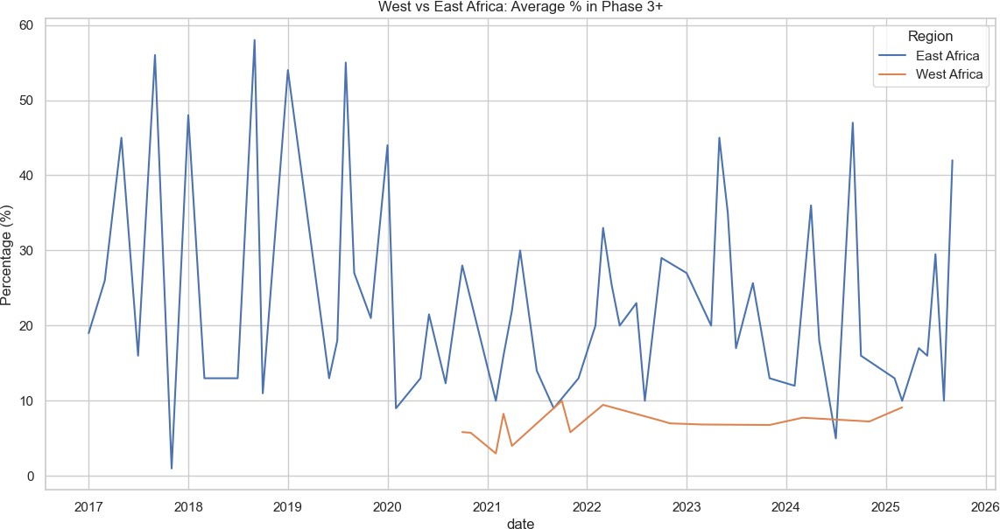 West vs East Africa: Average % in Phase 3+
Region
East Africa
West Africa
Percentage (%)
60
50
40
30
20
10
0
2017 2018 2019 2020 2021 2022 2023 2024 2025 2026
date